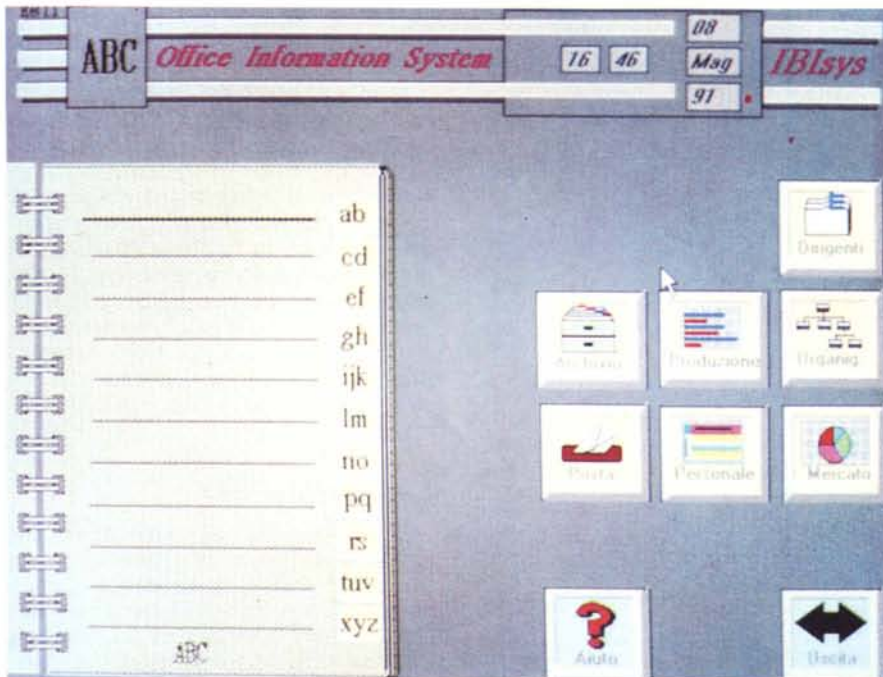 ABC
Office Information System
16 46
08
Mag
91
IBIsys
ab
cd
ef
gh
ijk
lm
no
pq
rs
tuv
xyz
ABC
Dirigenti
Archivio
Produzione
Organig.
Posta
Personale
Mercato
Aiuto
Uscita